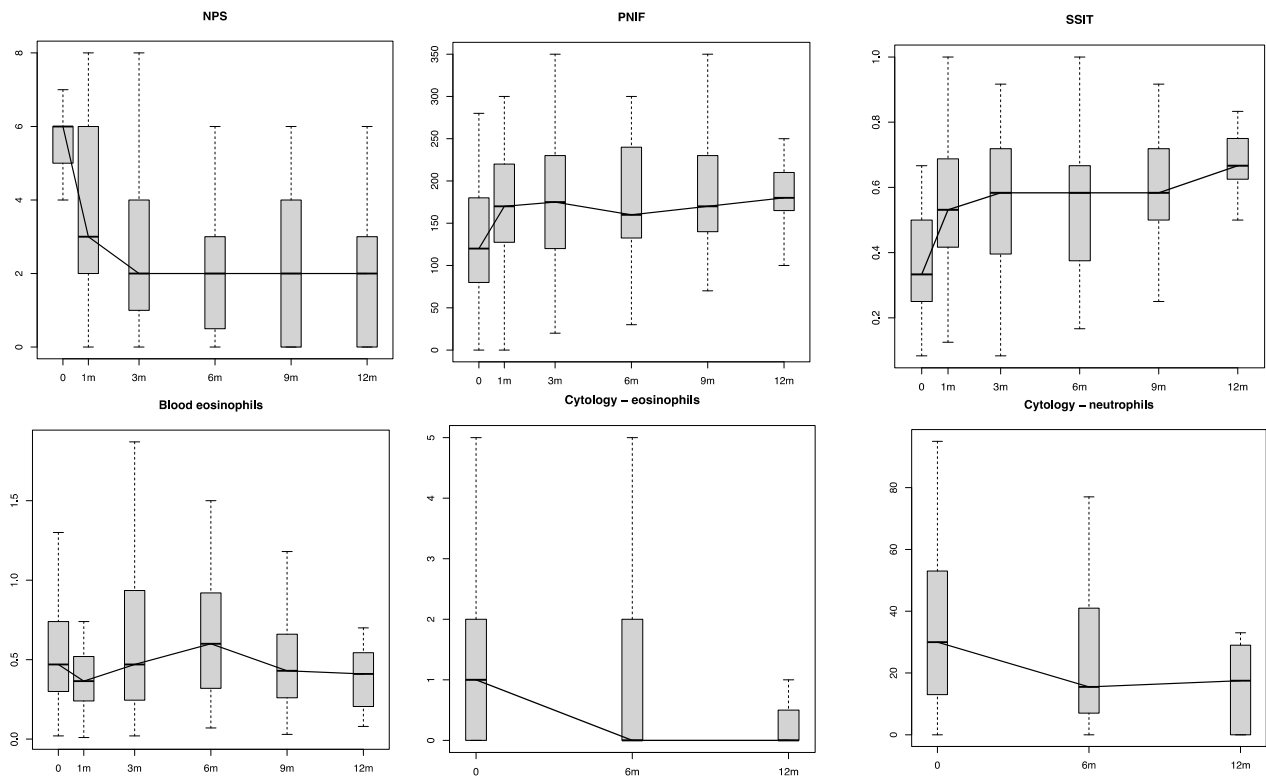 NPS
8
6
4
2
0
0 1m 3m 6m 9m 12m
PNIF
350
300
250
200
150
100
50
0
0 1m 3m 6m 9m 12m
SSIT
1.0
0.8
0.6
0.4
0.2
0 1m 3m 6m 9m 12m
Blood eosinophils
1.5
1.0
0.5
0.0
0 1m 3m 6m 9m 12m
Cytology – eosinophils
5
4
3
2
1
0
0 6m 12m
Cytology – neutrophils
80
60
40
20
0
0 6m 12m